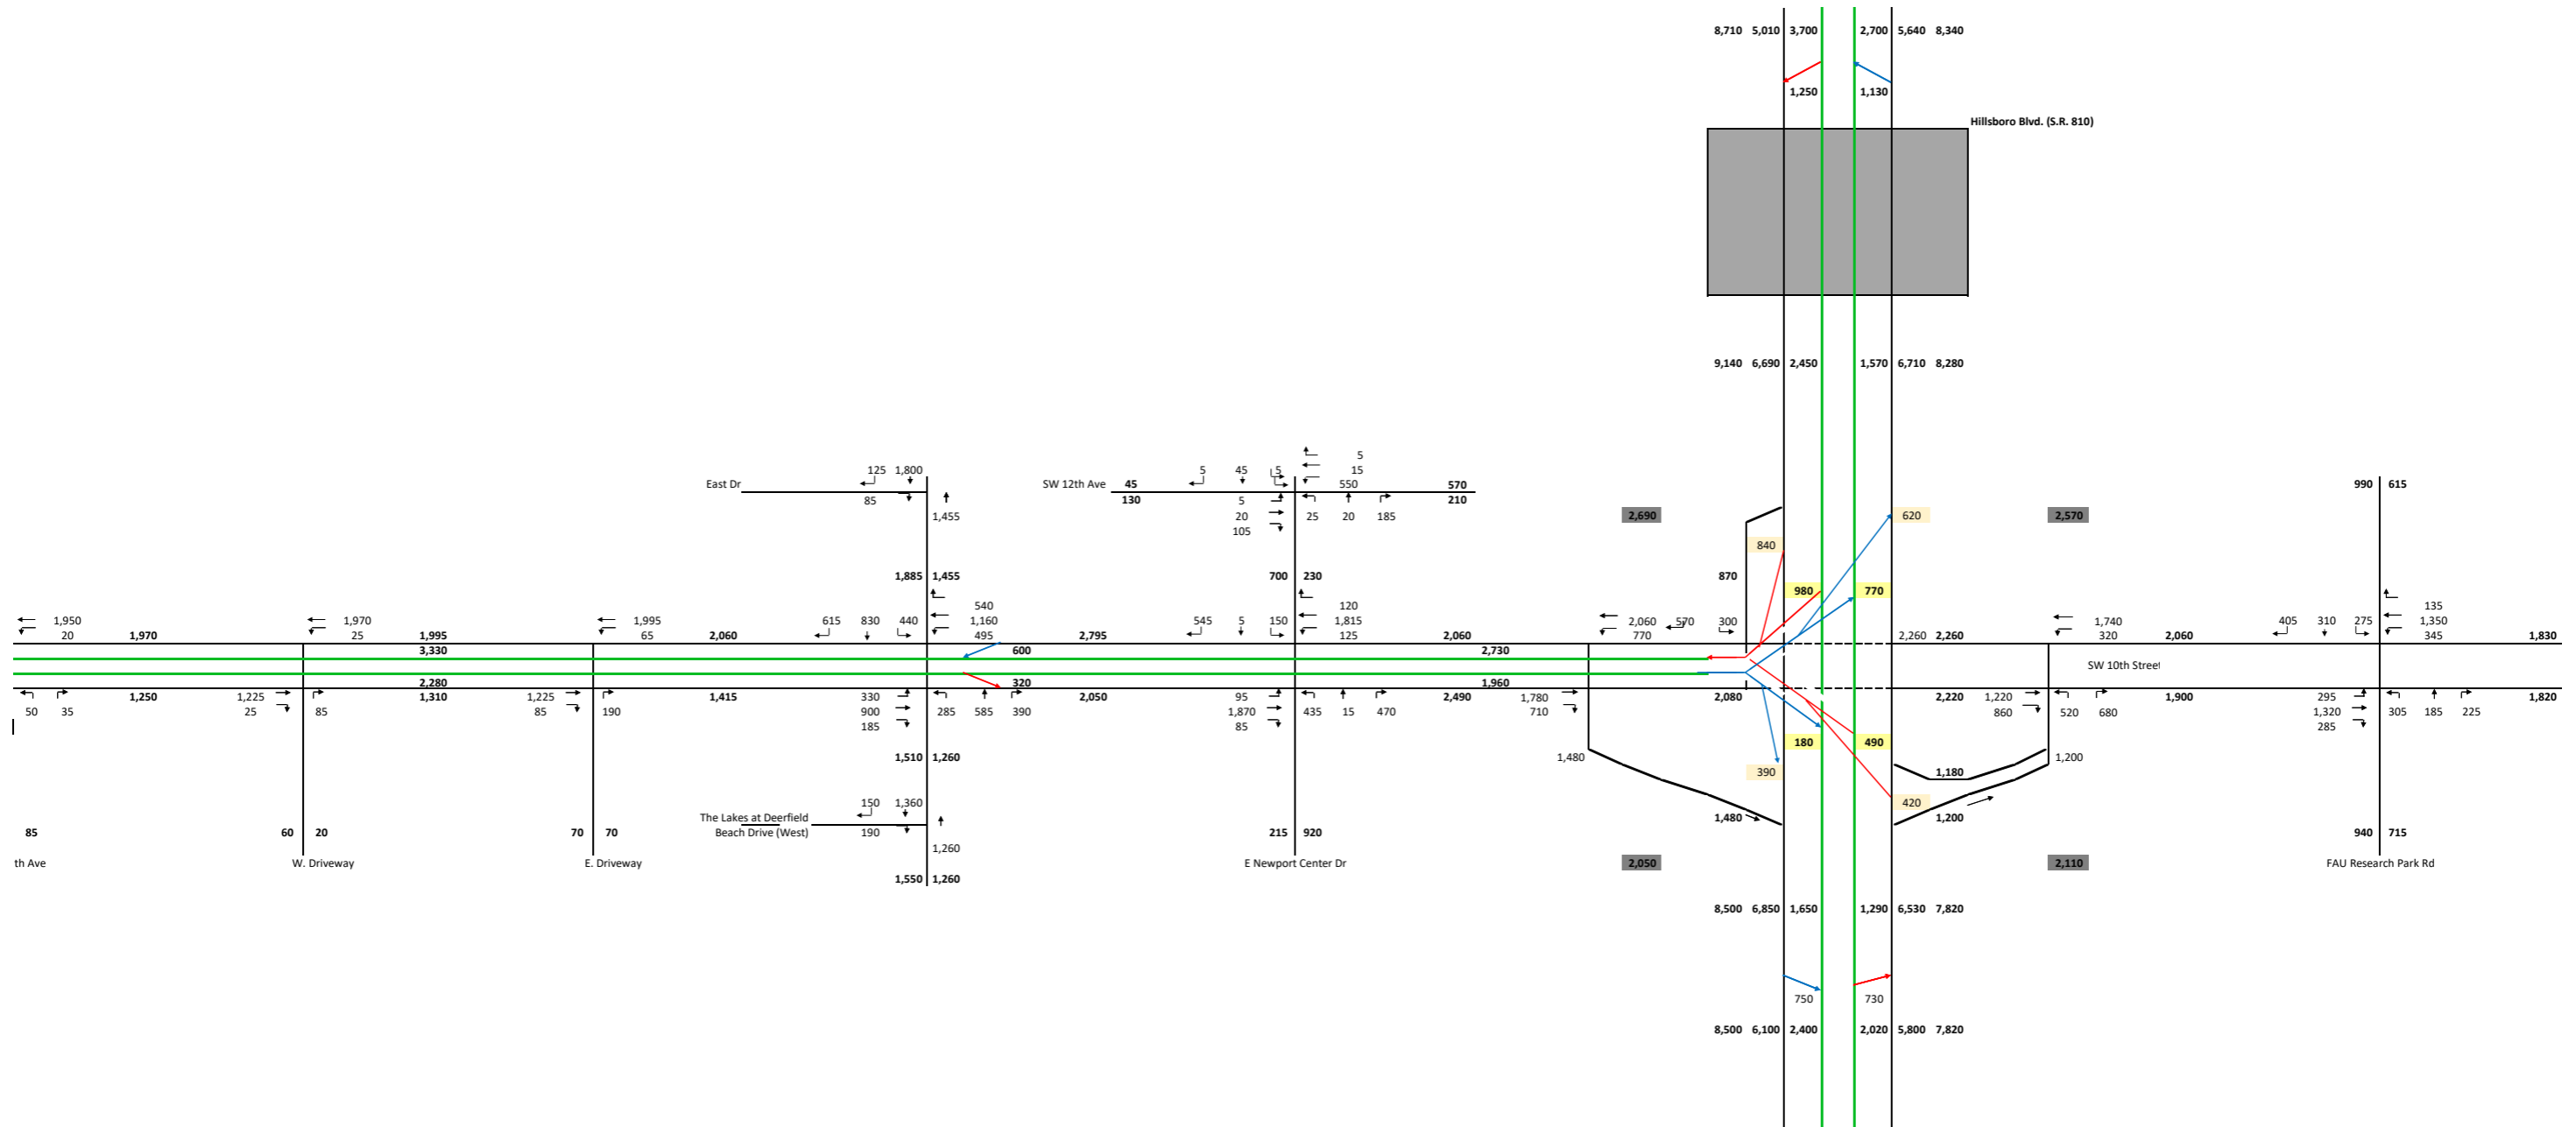 8,710 5,010 3,700 2,700 5,640 8,340
1,250 1,130
Hillsboro Blvd. (S.R. 810)
9,140 6,690 2,450 1,570 6,710 8,280
5
125 1,800 5 45 5 15
East Dr SW 12th Ave 45 550 570 990 615
85 130 5 210
1,455 20 25 20 185 2,690 620 2,570
105
840
1,885 1,455 700 230 870
980 770
540 120 135
1,950 1,970 1,995 615 830 440 1,160 545 5 150 1,815 2,060 570 300 1,740 405 310 275 1,350
20 1,970 25 1,995 65 2,060 495 2,795 125 2,060 770 2,260 2,260 320 2,060 345 1,830
3,330 600 2,730
SW 10th Street
2,280 320 1,960
1,250 1,225 1,310 1,225 1,415 330 2,050 95 2,490 1,780 2,080 2,220 1,220 1,900 295 1,820
50 35 25 85 85 190 900 285 585 390 1,870 435 15 470 710 860 520 680 1,320 305 185 225
185 85 285
180 490
1,510 1,260 1,480 1,200
390 1,180
150 1,360 420
The Lakes at Deerfield 1,480 1,200
Beach Drive (West) 190
85 60 20 70 70 215 920 940 715
1,260
th Ave W. Driveway E. Driveway E Newport Center Dr 2,050 2,110 FAU Research Park Rd
1,550 1,260
8,500 6,850 1,650 1,290 6,530 7,820
750 730
8,500 6,100 2,400 2,020 5,800 7,820